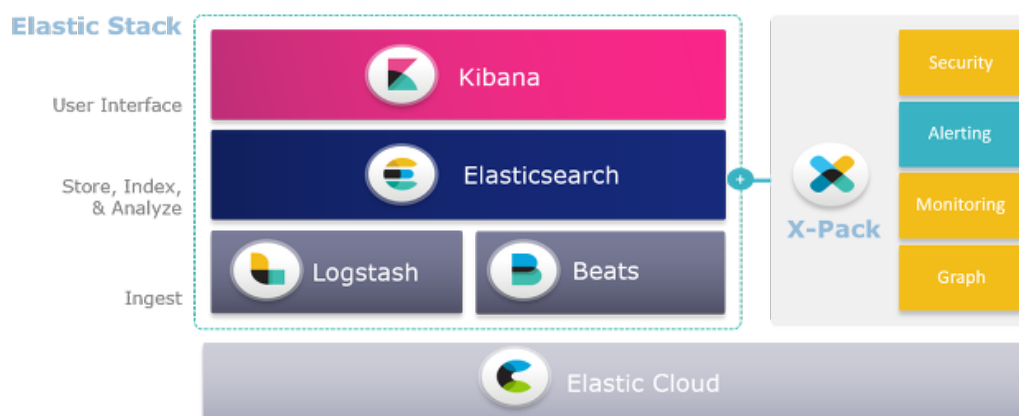 Elastic Stack
User Interface
Kibana
Store, Index,
& Analyze
Elasticsearch
Ingest
Logstash
Beats
X-Pack
Security
Alerting
Monitoring
Graph
Elastic Cloud